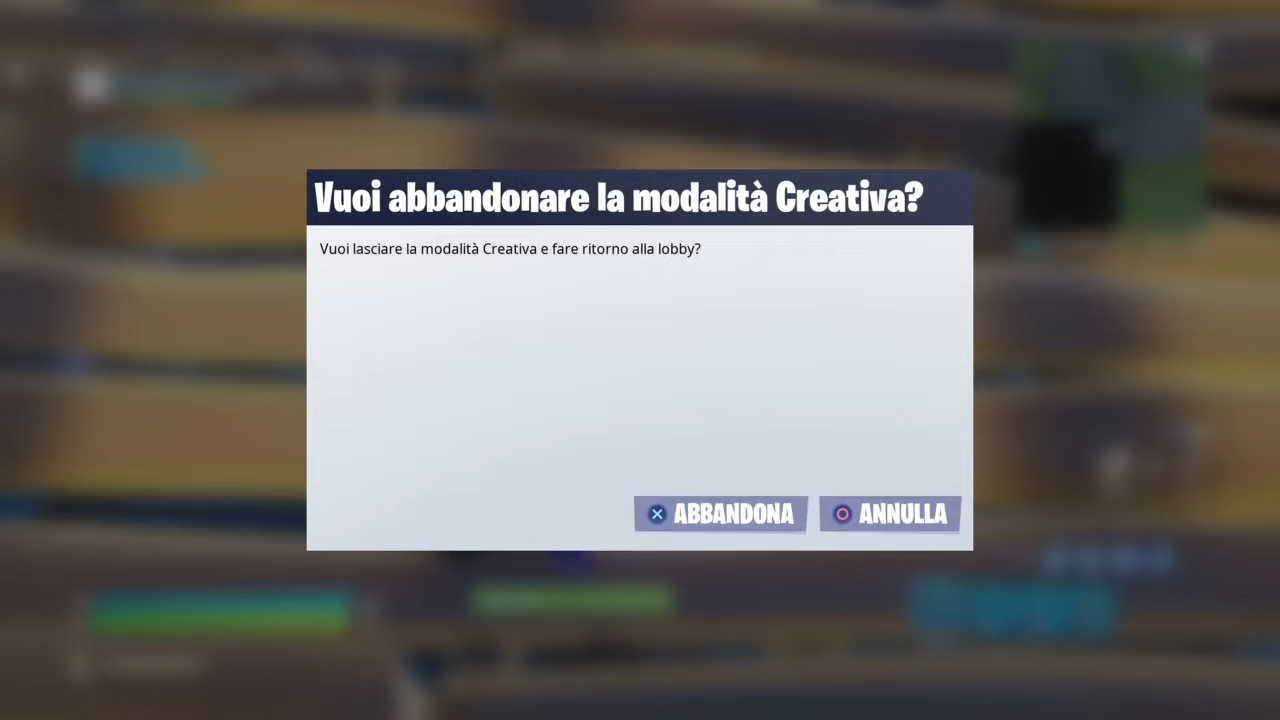 Vuoi abbandonare la modalità Creativa?
Vuoi lasciare la modalità Creativa e fare ritorno alla lobby?
ABBANDONA
ANNULLA